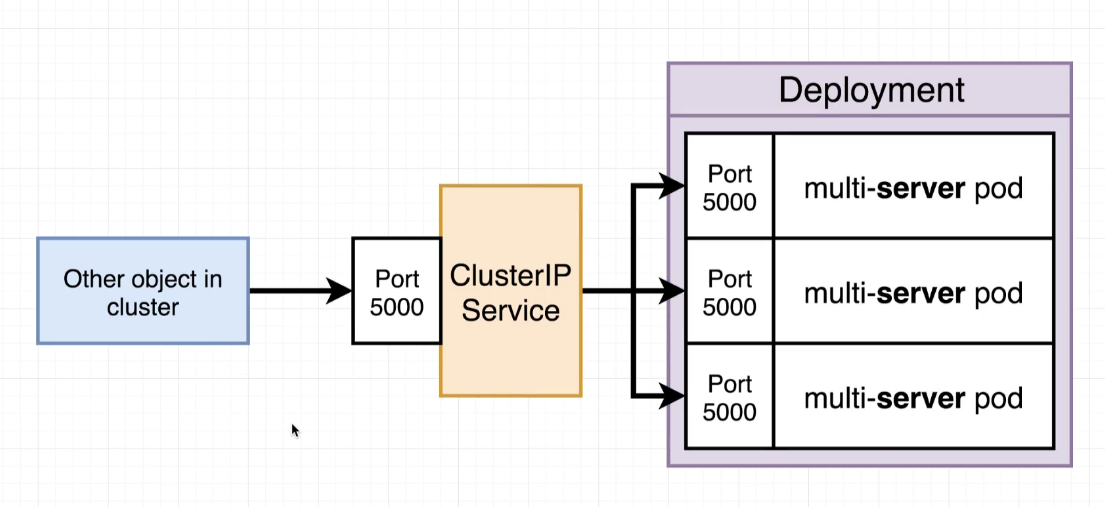 Deployment
Port
5000
multi-server pod
Other object in
cluster
Port
5000
ClusterIP
Service
Port
5000
multi-server pod
Port
5000
multi-server pod